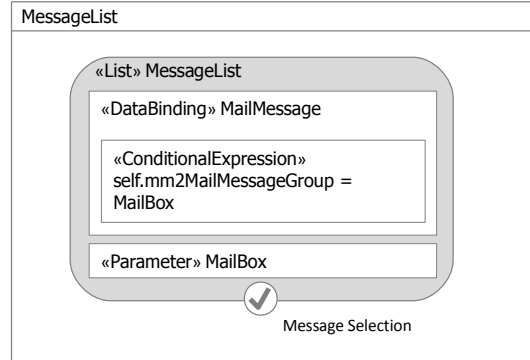 MessageList
«List» MessageList
«DataBinding» MailMessage
«ConditionalExpression»
self.mm2MailMessageGroup =
MailBox
«Parameter» MailBox
Message Selection